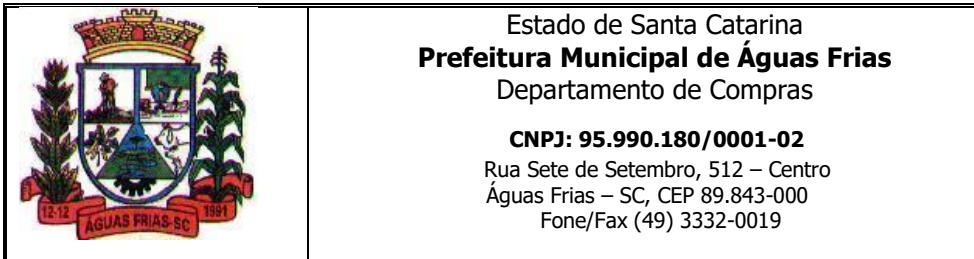 12-12
ÁGUAS FRIAS-SC
1991
Estado de Santa Catarina
Prefeitura Municipal de Águas Frias
Departamento de Compras
CNPJ: 95.990.180/0001-02
Rua Sete de Setembro, 512 – Centro
Águas Frias – SC, CEP 89.843-000
Fone/Fax (49) 3332-0019